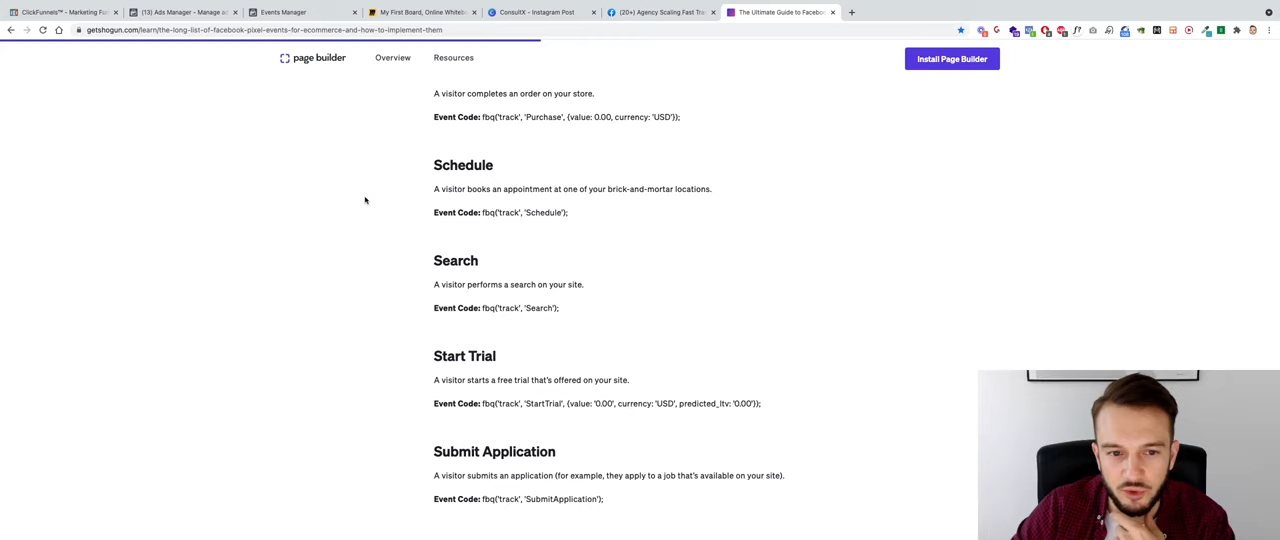 ClickFunnels™ - Marketing Fun
(13) Ads Manager - Manage ad
Events Manager
My First Board, Online Whiteb
ConsultX - Instagram Post
(20+) Agency Scaling Fast Tra
The Ultimate Guide to Faceboo
getshogun.com/learn/the-long-list-of-facebook-pixel-events-for-ecommerce-and-how-to-implement-them
page builder
Overview
Resources
Install Page Builder
A visitor completes an order on your store.
Event Code: fbq('track', 'Purchase', {value: 0.00, currency: 'USD'});
Schedule
A visitor books an appointment at one of your brick-and-mortar locations.
Event Code: fbq('track', 'Schedule');
Search
A visitor performs a search on your site.
Event Code: fbq('track', 'Search');
Start Trial
A visitor starts a free trial that's offered on your site.
Event Code: fbq('track', 'StartTrial', {value: '0.00', currency: 'USD', predicted_ltv: '0.00'});
Submit Application
A visitor submits an application (for example, they apply to a job that's available on your site).
Event Code: fbq('track', 'SubmitApplication');